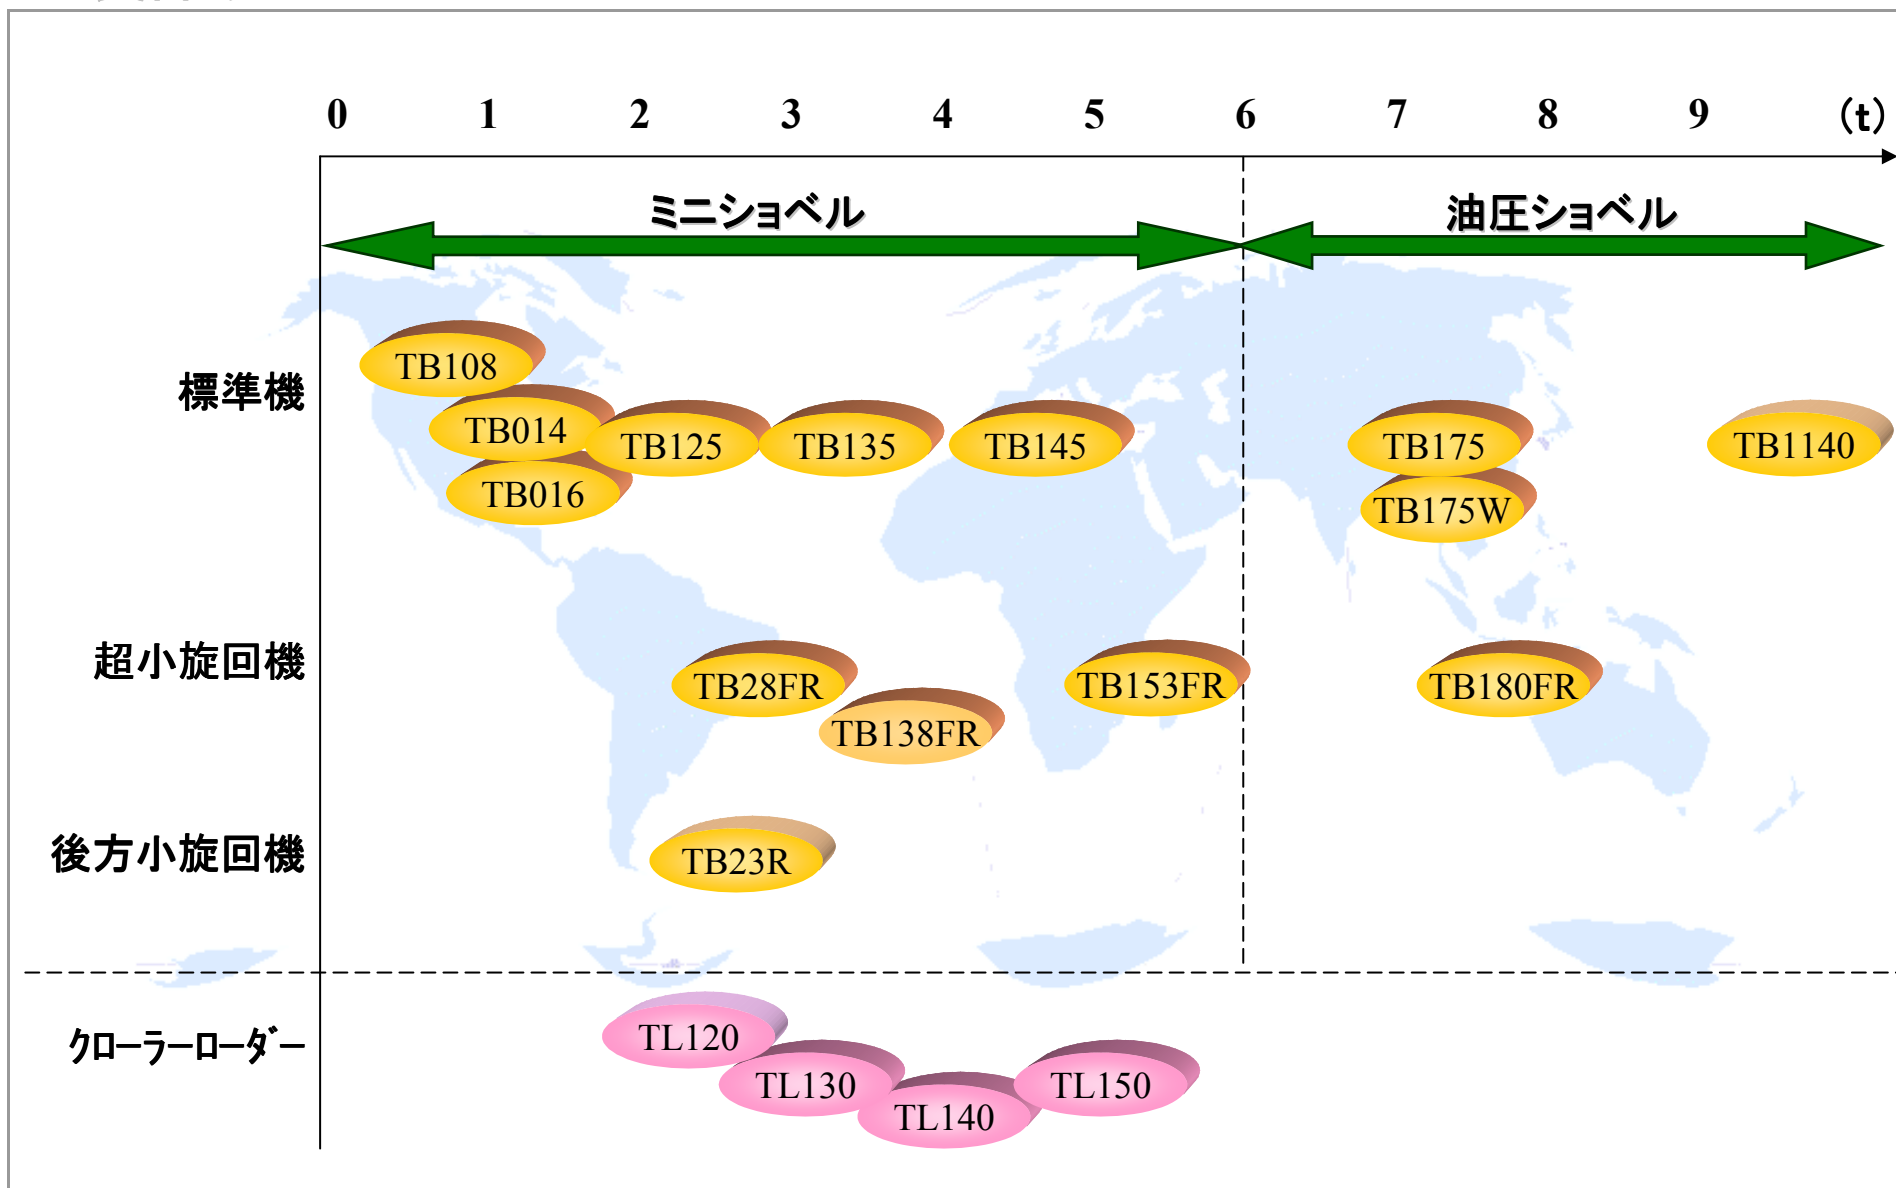 0 1 2 3 4 5 6 7 8 9 (t)
ミニショベル 油圧ショベル
標準機
TB108
TB014
TB016
TB125
TB135
TB145
TB175
TB175W
TB1140
超小旋回機
TB28FR
TB138FR
TB153FR
TB180FR
後方小旋回機
TB23R
クローラーローダー
TL120
TL130
TL140
TL150